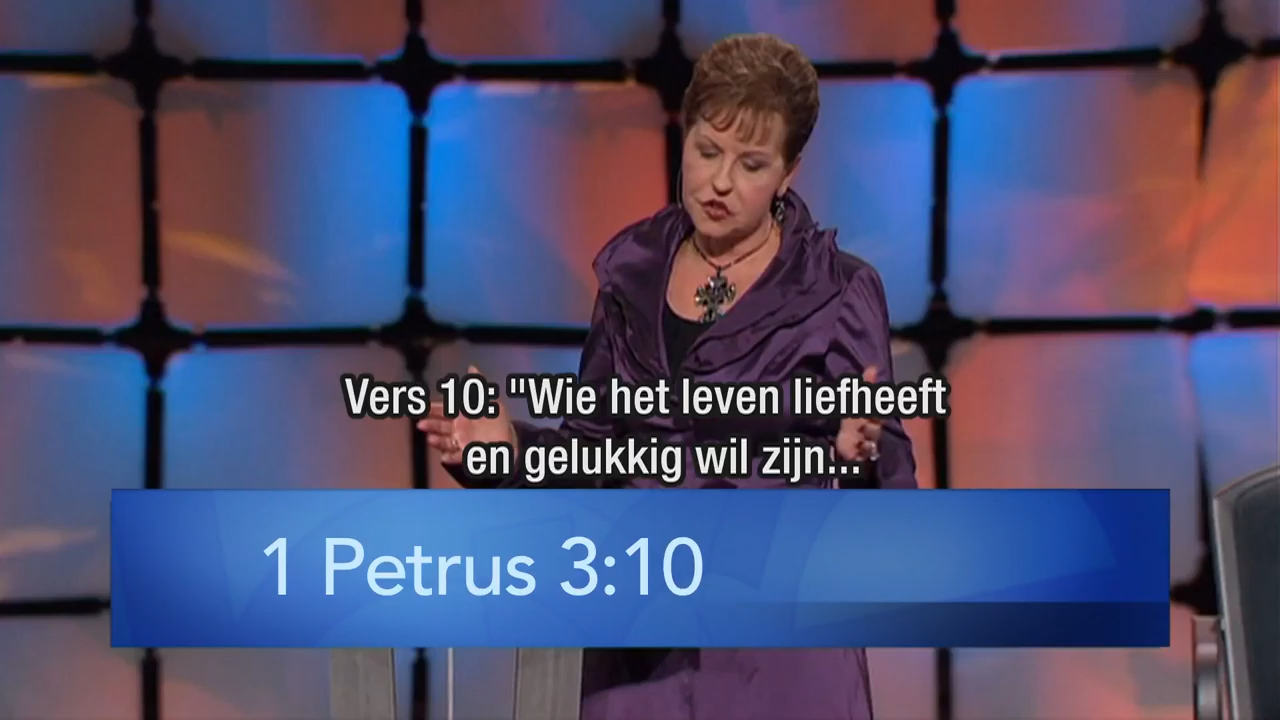 Vers 10: "Wie het leven liefheeft
en gelukkig wil zijn...
1 Petrus 3:10